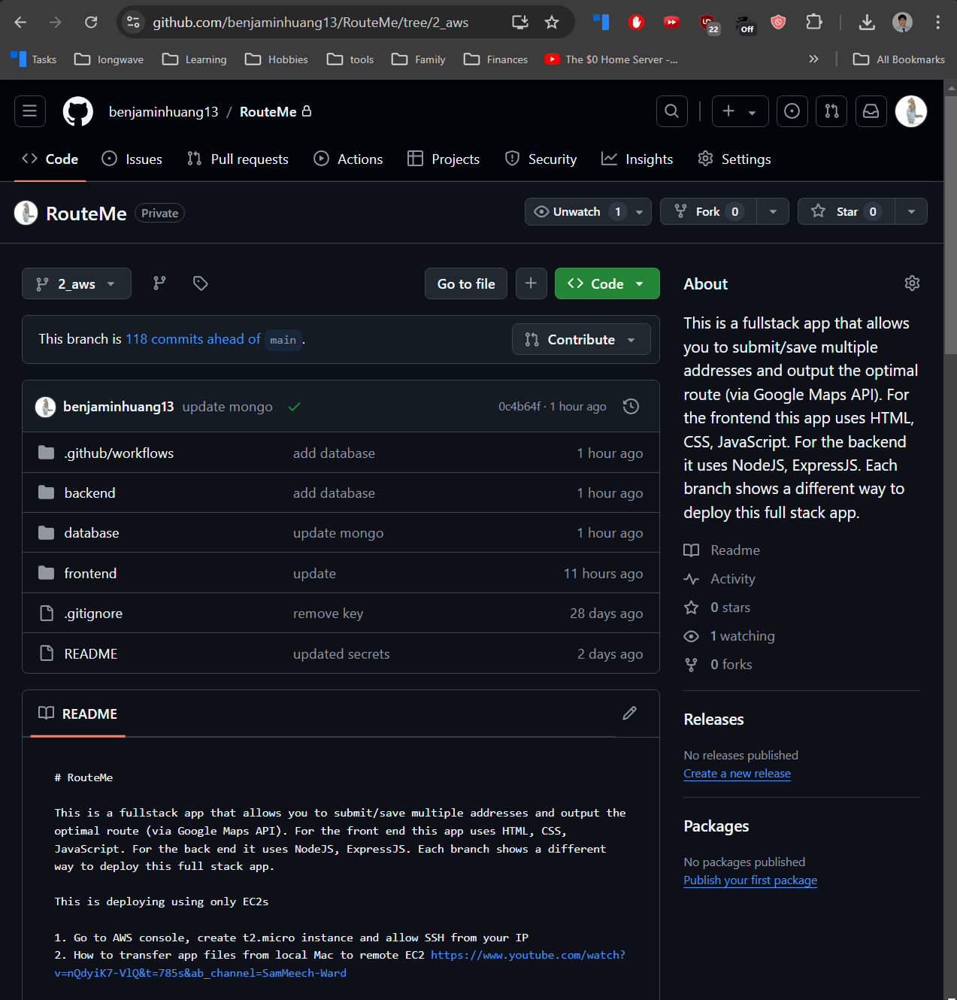 github.com/benjaminhuang13/RouteMe/tree/2_aws
22
Off
Tasks
longwave
Learning
Hobbies
tools
Family
Finances
The $0 Home Server -...
All Bookmarks
benjaminhuang13 / RouteMe
Code
Issues
Pull requests
Actions
Projects
Security
Insights
Settings
RouteMe
Private
Unwatch 1
Fork 0
Star 0
2_aws
Go to file
Code
This branch is 118 commits ahead of main.
Contribute
benjaminhuang13 update mongo
0c4b64f · 1 hour ago
.github/workflows add database 1 hour ago
backend add database 1 hour ago
database update mongo 1 hour ago
frontend update 11 hours ago
.gitignore remove key 28 days ago
README updated secrets 2 days ago
README
# RouteMe
This is a fullstack app that allows you to submit/save multiple addresses and output the
optimal route (via Google Maps API). For the front end this app uses HTML, CSS,
JavaScript. For the back end it uses NodeJS, ExpressJS. Each branch shows a different
way to deploy this full stack app.
This is deploying using only EC2s
1. Go to AWS console, create t2.micro instance and allow SSH from your IP
2. How to transfer app files from local Mac to remote EC2 https://www.youtube.com/watch?
v=nQdyiK7-VlQ&t=785s&ab_channel=SamMeech-Ward
About
This is a fullstack app that allows
you to submit/save multiple
addresses and output the optimal
route (via Google Maps API). For
the frontend this app uses HTML,
CSS, JavaScript. For the backend
it uses NodeJS, ExpressJS. Each
branch shows a different way to
deploy this full stack app.
Readme
Activity
0 stars
1 watching
0 forks
Releases
No releases published
Create a new release
Packages
No packages published
Publish your first package